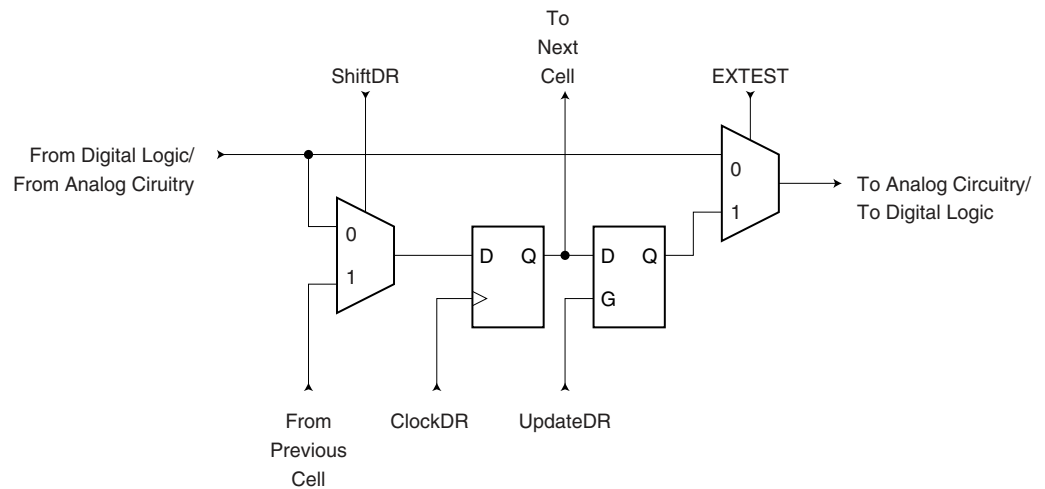 To
Next
Cell
ShiftDR
EXTEST
From Digital Logic/
From Analog Ciruitry
0
1
D Q
D Q
G
0
1
To Analog Circuitry/
To Digital Logic
From
Previous
Cell
ClockDR
UpdateDR